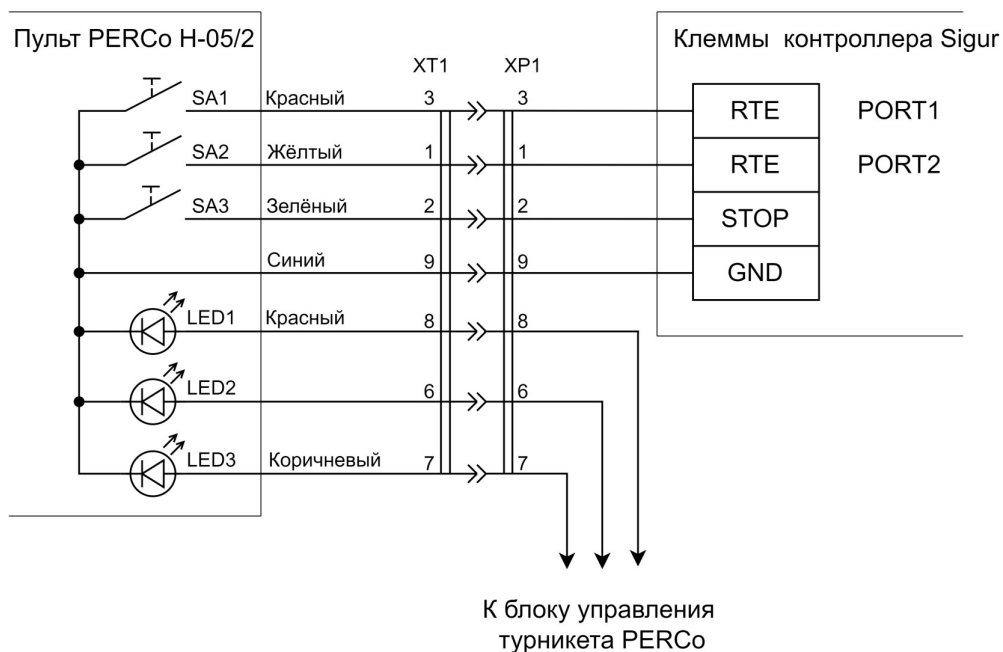 Пульт PERCo H-05/2
Клеммы контроллера Sigur
XT1 XP1
SA1 Красный 3 3 RTE PORT1
SA2 Жёлтый 1 1 RTE PORT2
SA3 Зелёный 2 2 STOP
Синий 9 9 GND
LED1 Красный 8 8
LED2 6 6
LED3 Коричневый 7 7
К блоку управления
турникета PERCo